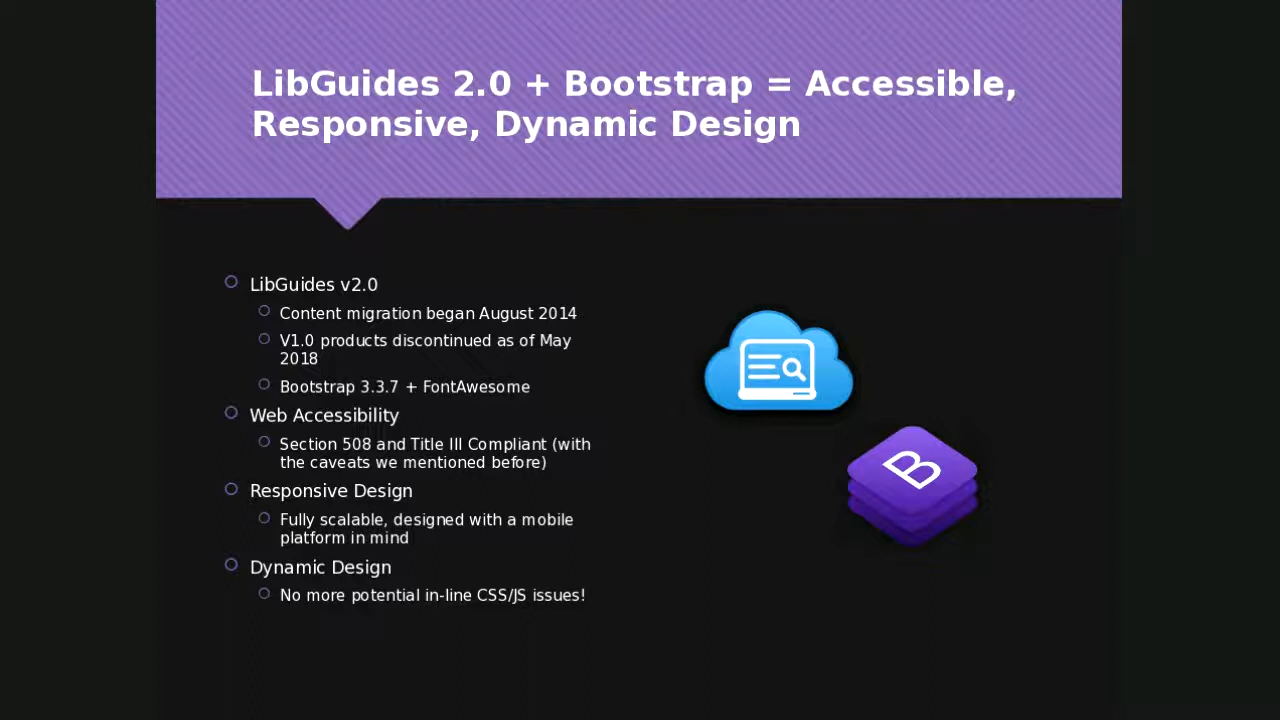 LibGuides 2.0 + Bootstrap = Accessible,
Responsive, Dynamic Design
LibGuides v2.0
Content migration began August 2014
V1.0 products discontinued as of May
2018
Bootstrap 3.3.7 + FontAwesome
Web Accessibility
Section 508 and Title III Compliant (with
the caveats we mentioned before)
Responsive Design
Fully scalable, designed with a mobile
platform in mind
Dynamic Design
No more potential in-line CSS/JS issues!
B